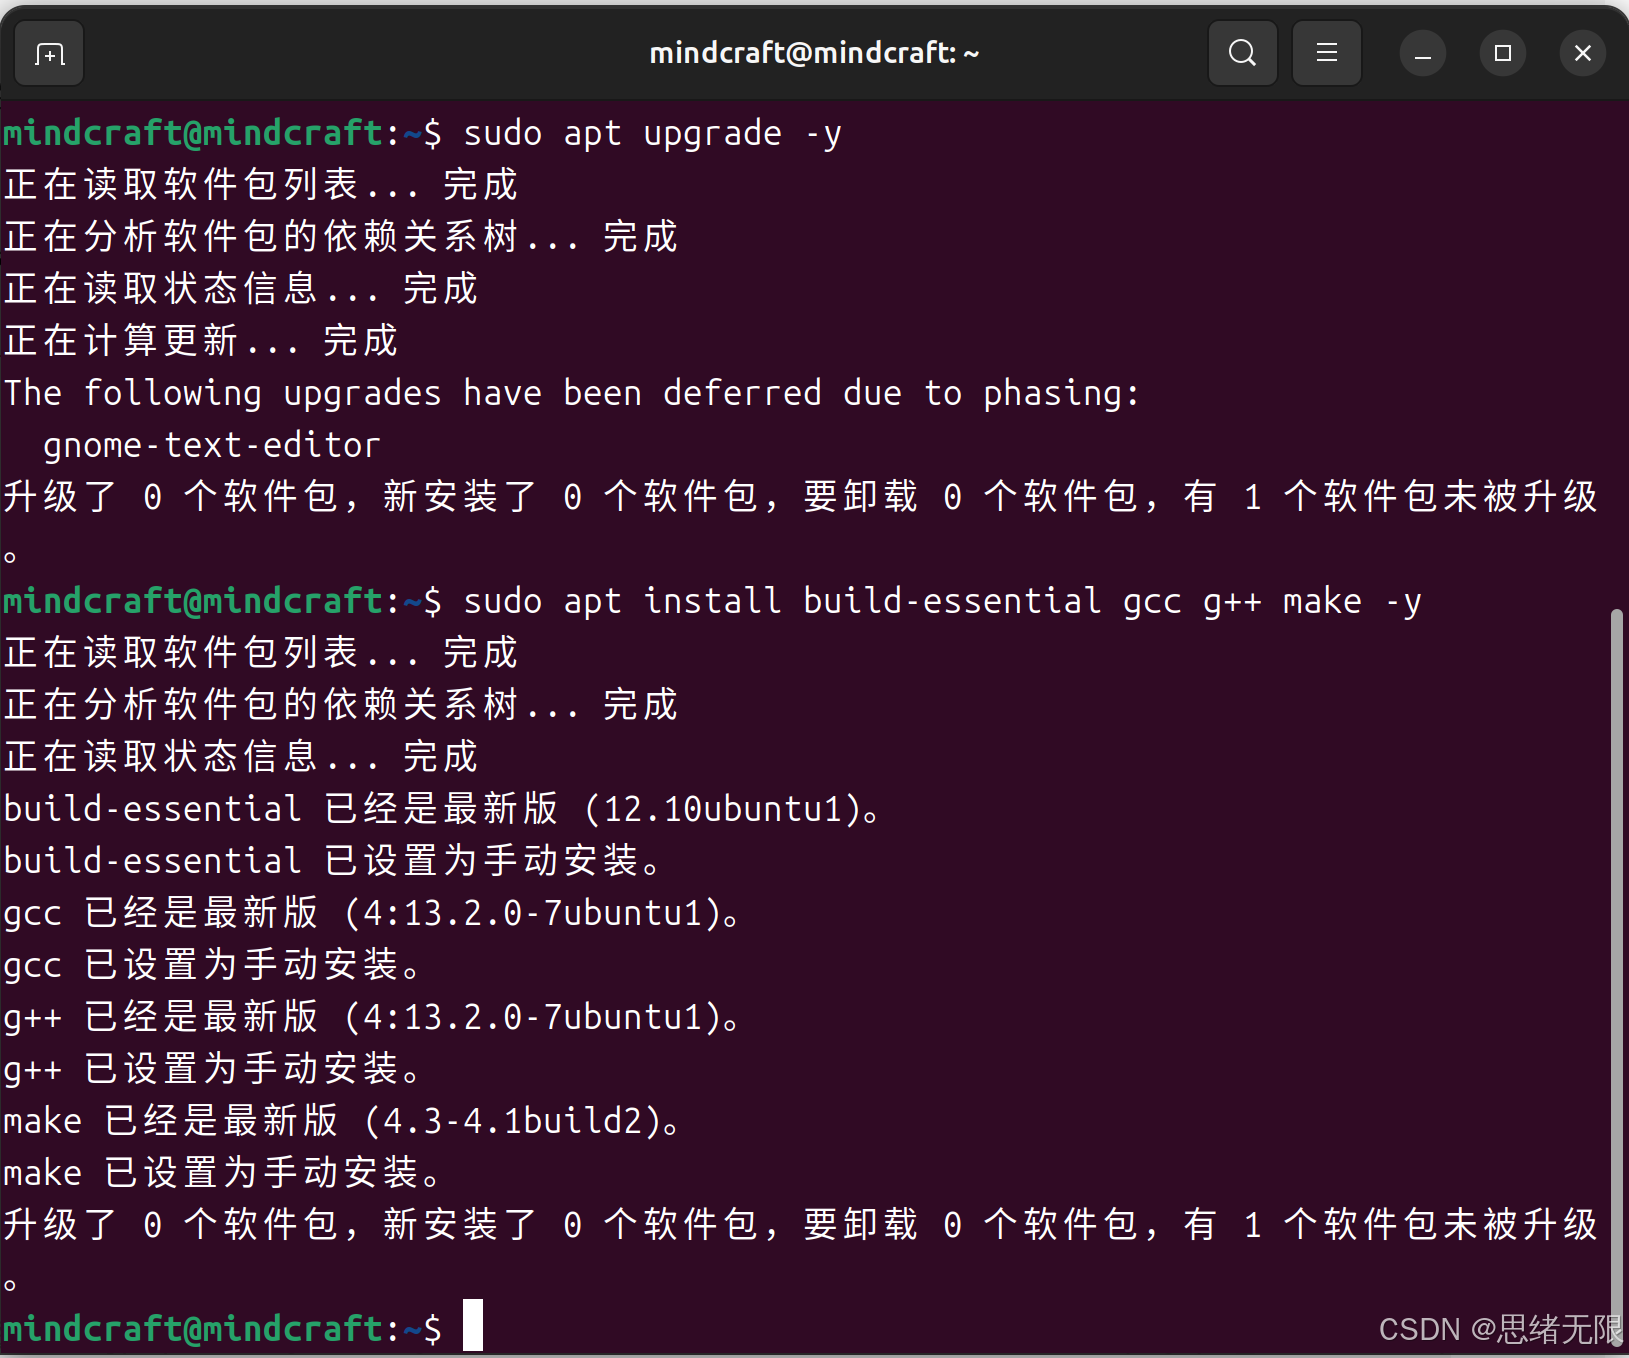 mindcraft@mindcraft: ~
mindcraft@mindcraft:~$ sudo apt upgrade -y
正在读取软件包列表... 完成
正在分析软件包的依赖关系树... 完成
正在读取状态信息... 完成
正在计算更新... 完成
The following upgrades have been deferred due to phasing:
  gnome-text-editor
升级了 0 个软件包，新安装了 0 个软件包，要卸载 0 个软件包，有 1 个软件包未被升级
。
mindcraft@mindcraft:~$ sudo apt install build-essential gcc g++ make -y
正在读取软件包列表... 完成
正在分析软件包的依赖关系树... 完成
正在读取状态信息... 完成
build-essential 已经是最新版 (12.10ubuntu1)。
build-essential 已设置为手动安装。
gcc 已经是最新版 (4:13.2.0-7ubuntu1)。
gcc 已设置为手动安装。
g++ 已经是最新版 (4:13.2.0-7ubuntu1)。
g++ 已设置为手动安装。
make 已经是最新版 (4.3-4.1build2)。
make 已设置为手动安装。
升级了 0 个软件包，新安装了 0 个软件包，要卸载 0 个软件包，有 1 个软件包未被升级
。
mindcraft@mindcraft:~$
CSDN @思绪无限